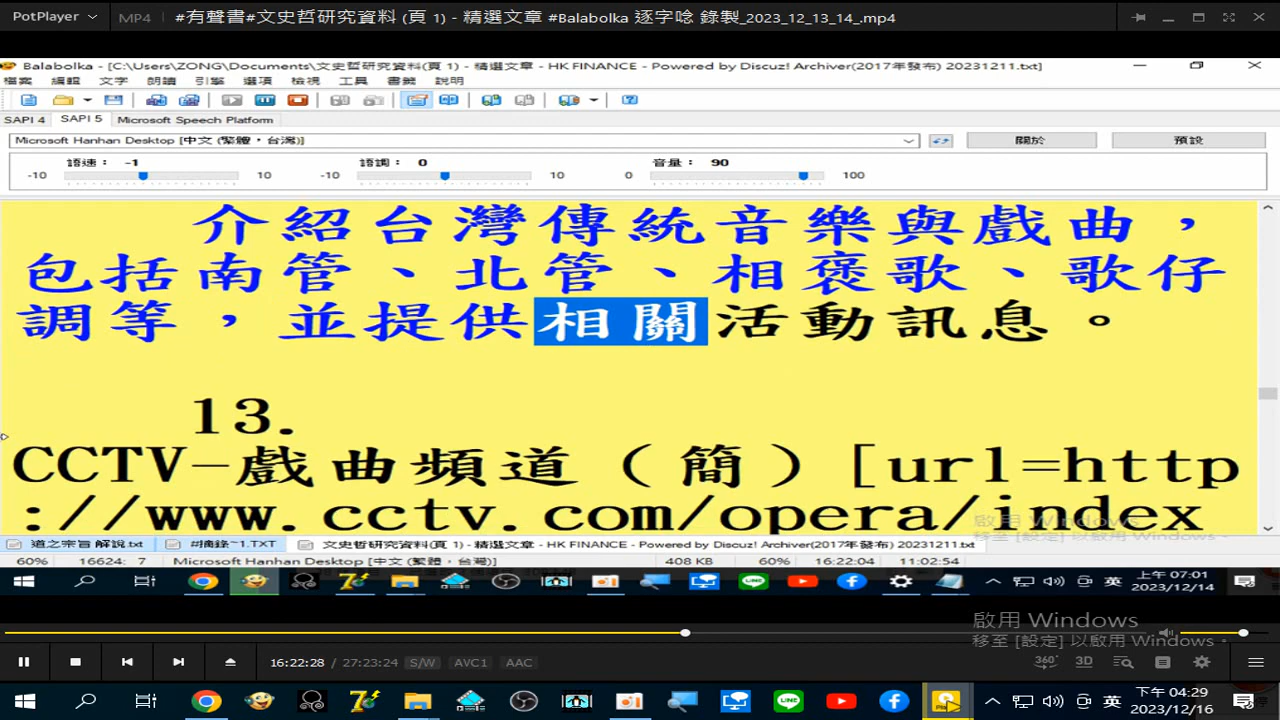 PotPlayer MP4 #有聲書#文史哲研究資料 (頁 1) - 精選文章 #Balabolka 逐字唸 錄製_2023_12_13_14_.mp4
Balabolka - [C:\Users\ZONG\Documents\文史哲研究資料(頁 1) - 精選文章 - HK FINANCE - Powered by Discuz! Archiver(2017年發布) 20231211.txt]
檔案 編輯 文字 朗讀 引擎 選項 檢視 工具 書籤 說明
SAPI 4 SAPI 5 Microsoft Speech Platform
Microsoft Hanhan Desktop [中文 (繁體，台灣)] 關於 預設
語速： -1 語調： 0 音量： 90
-10 10 -10 10 0 100
介紹台灣傳統音樂與戲曲，
包括南管、北管、相褒歌、歌仔
調等，並提供相關活動訊息。
13.
CCTV-戲曲頻道（簡）[url=http
://www.cctv.com/opera/index
啟用 Windows
移至 [設定] 以啟用 Windows。
道之宗旨 解說.txt #摘錄~1.TXT 文史哲研究資料(頁 1) - 精選文章 - HK FINANCE - Powered by Discuz! Archiver(2017年發布) 20231211.txt
60% 16624: 7 Microsoft Hanhan Desktop [中文 (繁體，台灣)] 408 KB 60% 16:22:04 11:02:54
英 上午 07:01
2023/12/14
啟用 Windows
移至 [設定] 以啟用 Windows。
16:22:28 / 27:23:24 S/W AVC1 AAC 360° 3D
英 下午 04:29
2023/12/16